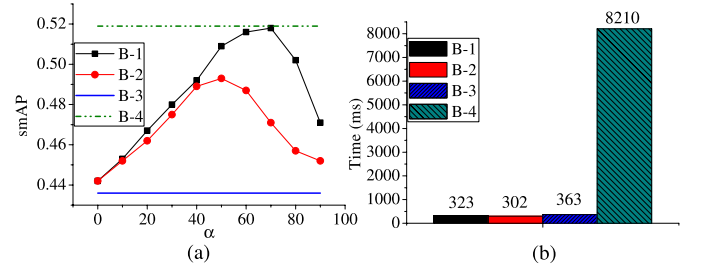 0.52
0.50
0.48
0.46
0.44
smAP
B-1
B-2
B-3
B-4
0 20 40 60 80 100
α
(a)
8000
7000
6000
5000
4000
3000
2000
1000
0
Time (ms)
B-1
B-2
B-3
B-4
323 302 363 8210
(b)